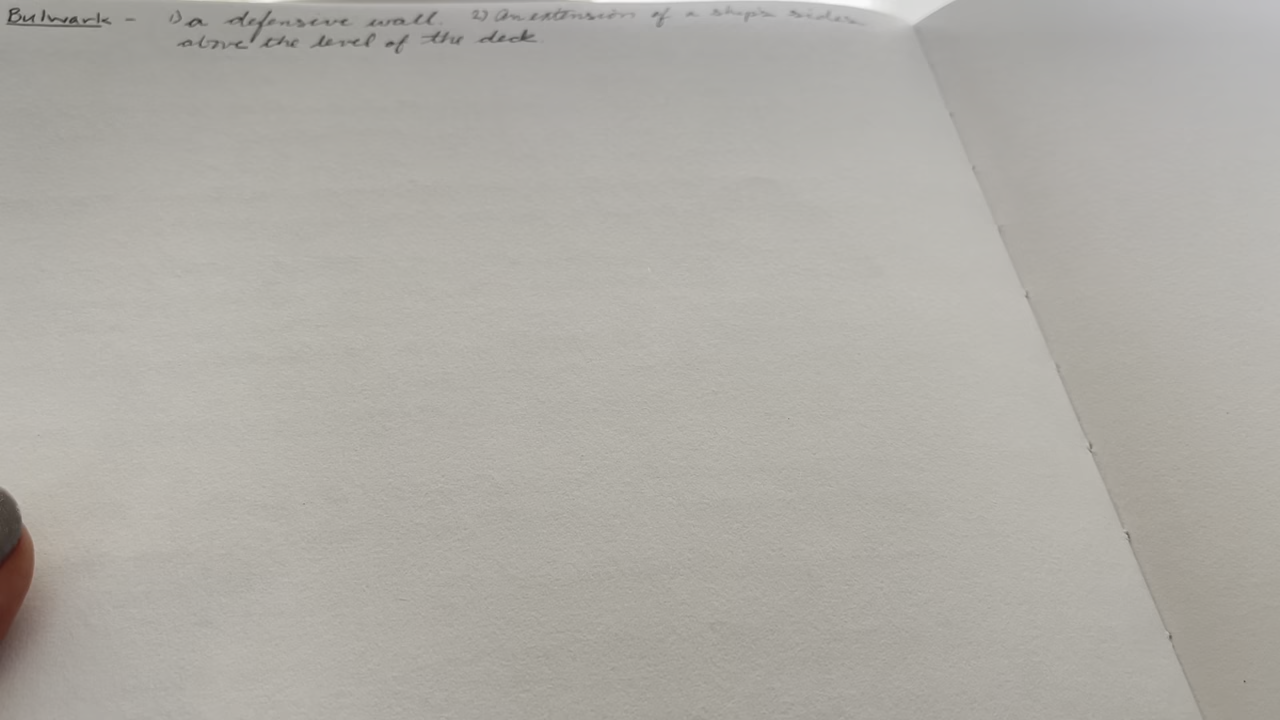 Bulwark - 1) a defensive wall. 2) An extension of a ship's sides
above the level of the deck.